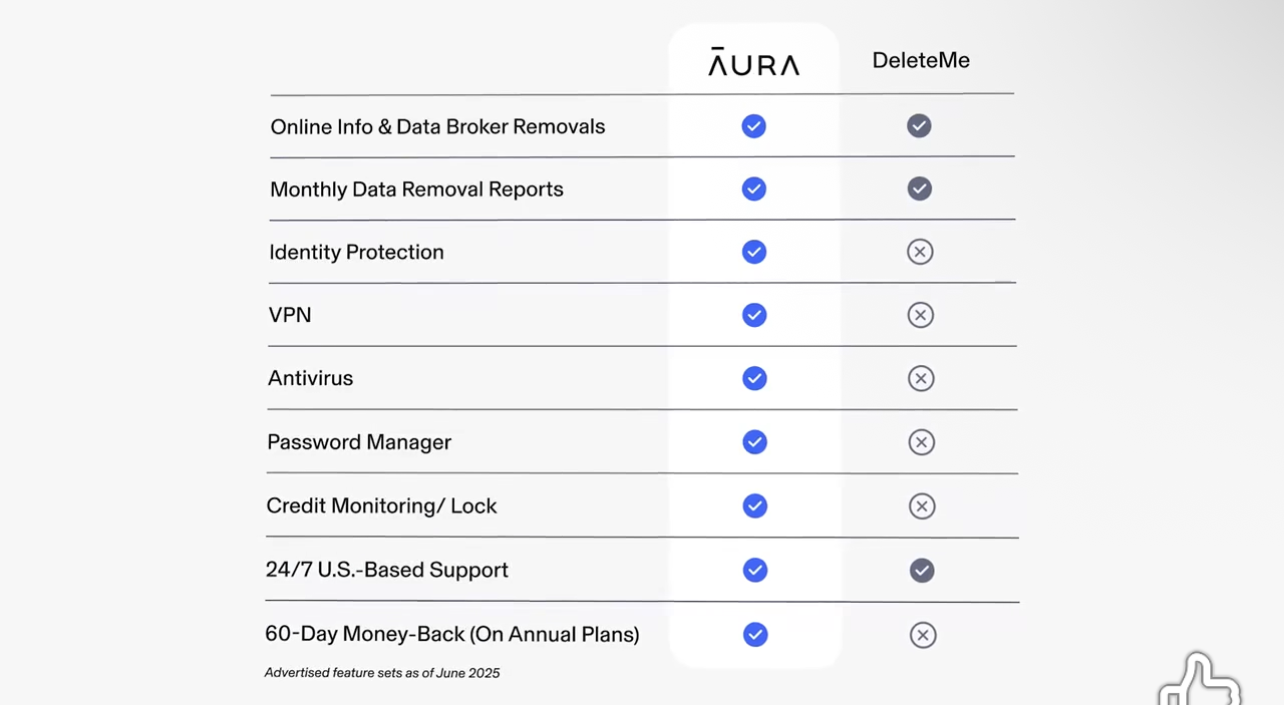 ĀURA DeleteMe
Online Info & Data Broker Removals
Monthly Data Removal Reports
Identity Protection
VPN
Antivirus
Password Manager
Credit Monitoring/ Lock
24/7 U.S.-Based Support
60-Day Money-Back (On Annual Plans)
Advertised feature sets as of June 2025